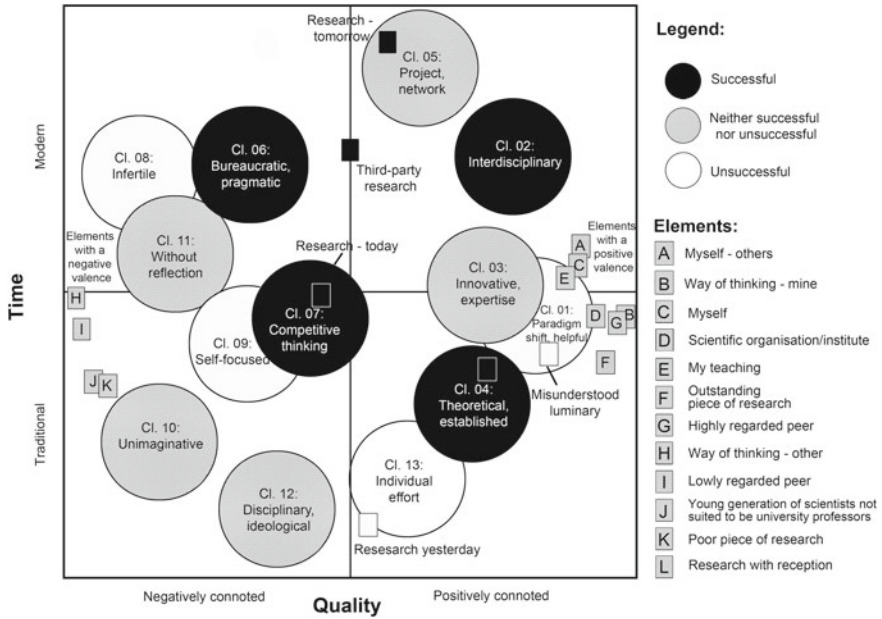 Research -
tomorrow
Cl. 05:
Project,
network
Cl. 08:
Infertile
Cl. 06:
Bureaucratic,
pragmatic
Third-party
research
Cl. 02:
Interdisciplinary
Elements
with a
negative
valence
Cl. 11:
Without
reflection
Research - today
Cl. 03:
Innovative,
expertise
Elements
with a
positive
valence
A
C
E
H
I
J
K
Cl. 09:
Self-focused
Cl. 07:
Competitive
thinking
Cl. 01:
Paradigm
shift, helpful
D
G
B
F
Misunderstood
luminary
Cl. 04:
Theoretical,
established
Cl. 10:
Unimaginative
Cl. 13:
Individual
effort
Cl. 12:
Disciplinary,
ideological
Research yesterday
Modern
Time
Traditional
Negatively connoted
Quality
Positively connoted
Legend:
Successful
Neither successful
nor unsuccessful
Unsuccessful
Elements:
A Myself - others
B Way of thinking - mine
C Myself
D Scientific organisation/institute
E My teaching
F Outstanding
piece of research
G Highly regarded peer
H Way of thinking - other
I Lowly regarded peer
J Young generation of scientists not
suited to be university professors
K Poor piece of research
L Research with reception